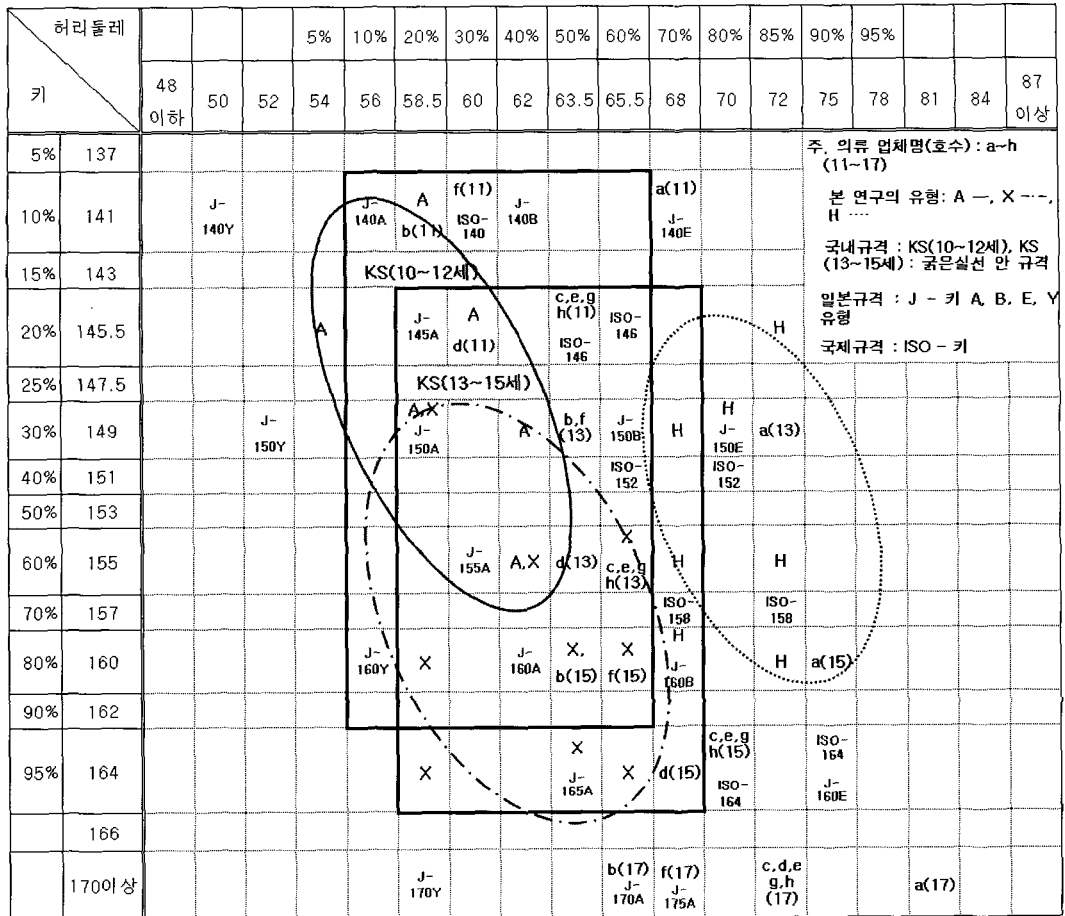 허리둘레
키
5% 10% 20% 30% 40% 50% 60% 70% 80% 85% 90% 95%
48 이하 50 52 54 56 58.5 60 62 63.5 65.5 68 70 72 75 78 81 84 87 이상
5% 137
주. 의류 업체명(호수) : a~h
(11~17)
본 연구의 유형: A —, X -·-,
H ····
국내규격 : KS(10~12세), KS
(13~15세) : 굵은실선 안 규격
일본규격 : J - 키 A, B, E, Y
유형
국제규격 : ISO - 키
f(11) a(11)
A
10% 141 J-140Y J-140A b(11) ISO-140 J-140B J-140E
15% 143 KS(10~12세)
c,e,g
h(11)
20% 145.5 A J-145A A d(11) ISO-146 ISO-146 H
25% 147.5 KS(13~15세)
A,X H
30% 149 J-150Y J-150A A b,f (13) J-150B H J-150E a(13)
40% 151 ISO-152 ISO-152
50% 153
X
60% 155 J-155A A,X d(13) c,e,g h(13) H H
70% 157 ISO-158 ISO-158
H
80% 160 J-160Y X J-160A X, b(15) X f(15) J-160B H a(15)
90% 162
X c,e,g h(15) ISO-164
95% 164 X J-165A X d(15) ISO-164 J-160E
166
170이상 J-170Y b(17) J-170A f(17) J-175A c,d,e g,h (17) a(17)